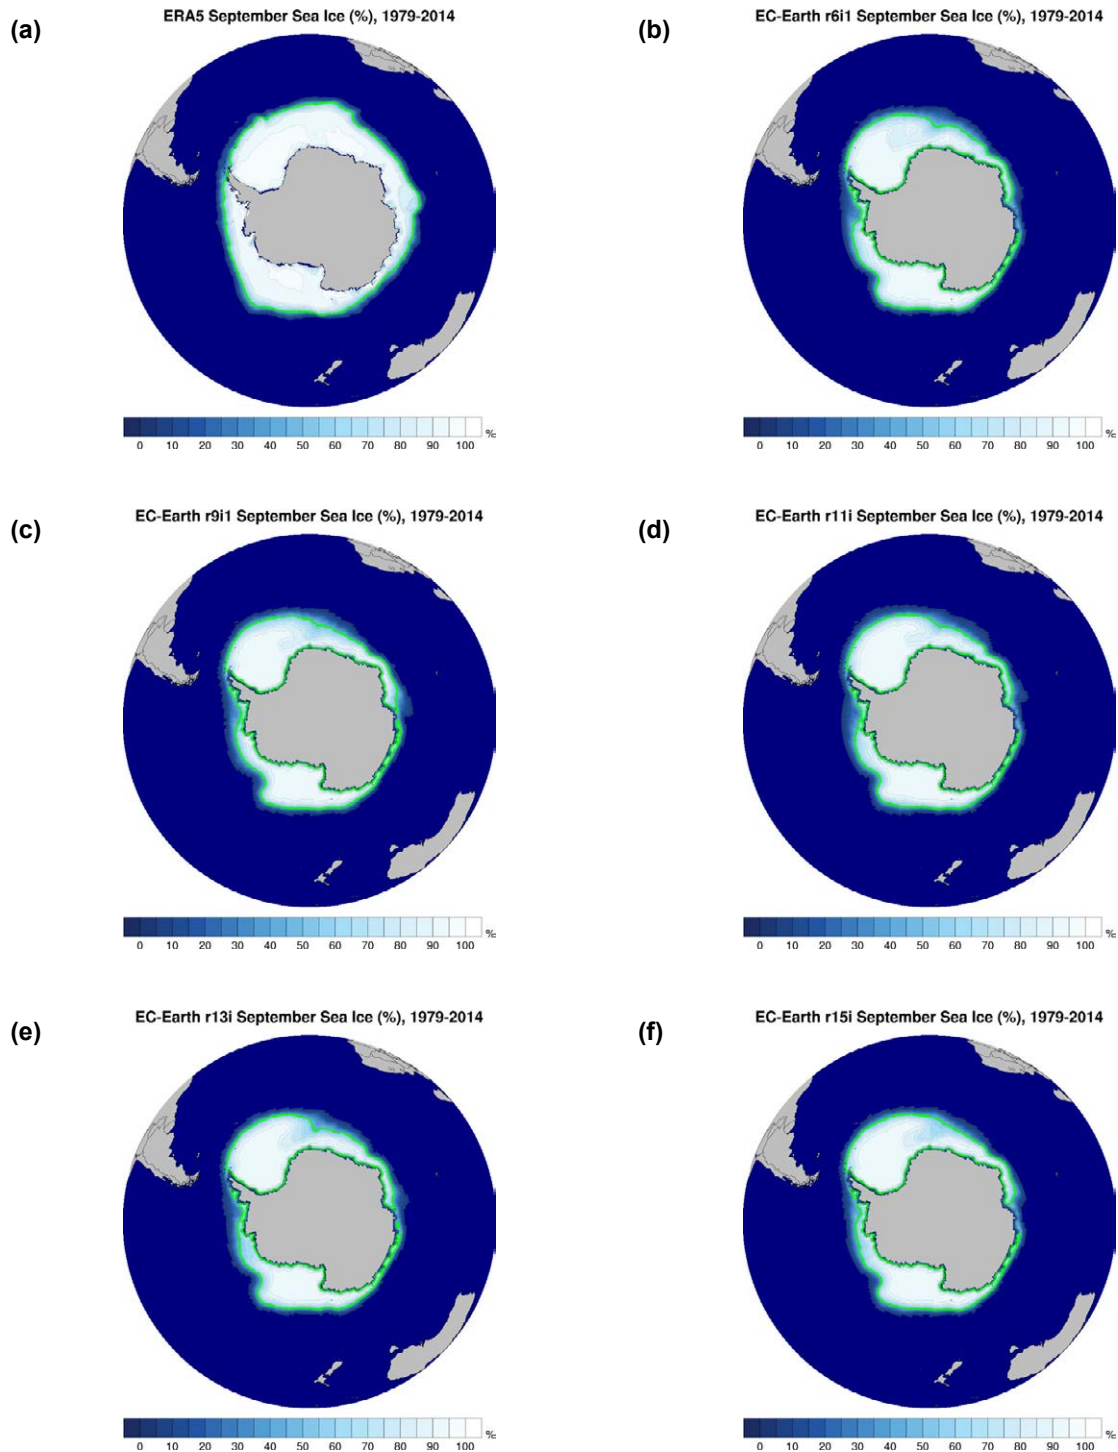 (a)
ERA5 September Sea Ice (%), 1979-2014
0 10 20 30 40 50 60 70 80 90 100 %
(b)
EC-Earth r6i1 September Sea Ice (%), 1979-2014
0 10 20 30 40 50 60 70 80 90 100 %
(c)
EC-Earth r9i1 September Sea Ice (%), 1979-2014
0 10 20 30 40 50 60 70 80 90 100 %
(d)
EC-Earth r11i September Sea Ice (%), 1979-2014
0 10 20 30 40 50 60 70 80 90 100 %
(e)
EC-Earth r13i September Sea Ice (%), 1979-2014
0 10 20 30 40 50 60 70 80 90 100 %
(f)
EC-Earth r15i September Sea Ice (%), 1979-2014
0 10 20 30 40 50 60 70 80 90 100 %